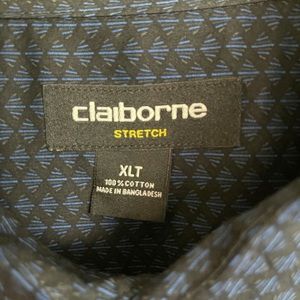 claiborne
STRETCH
XLT
100% COTTON
MADE IN BANGLADESH